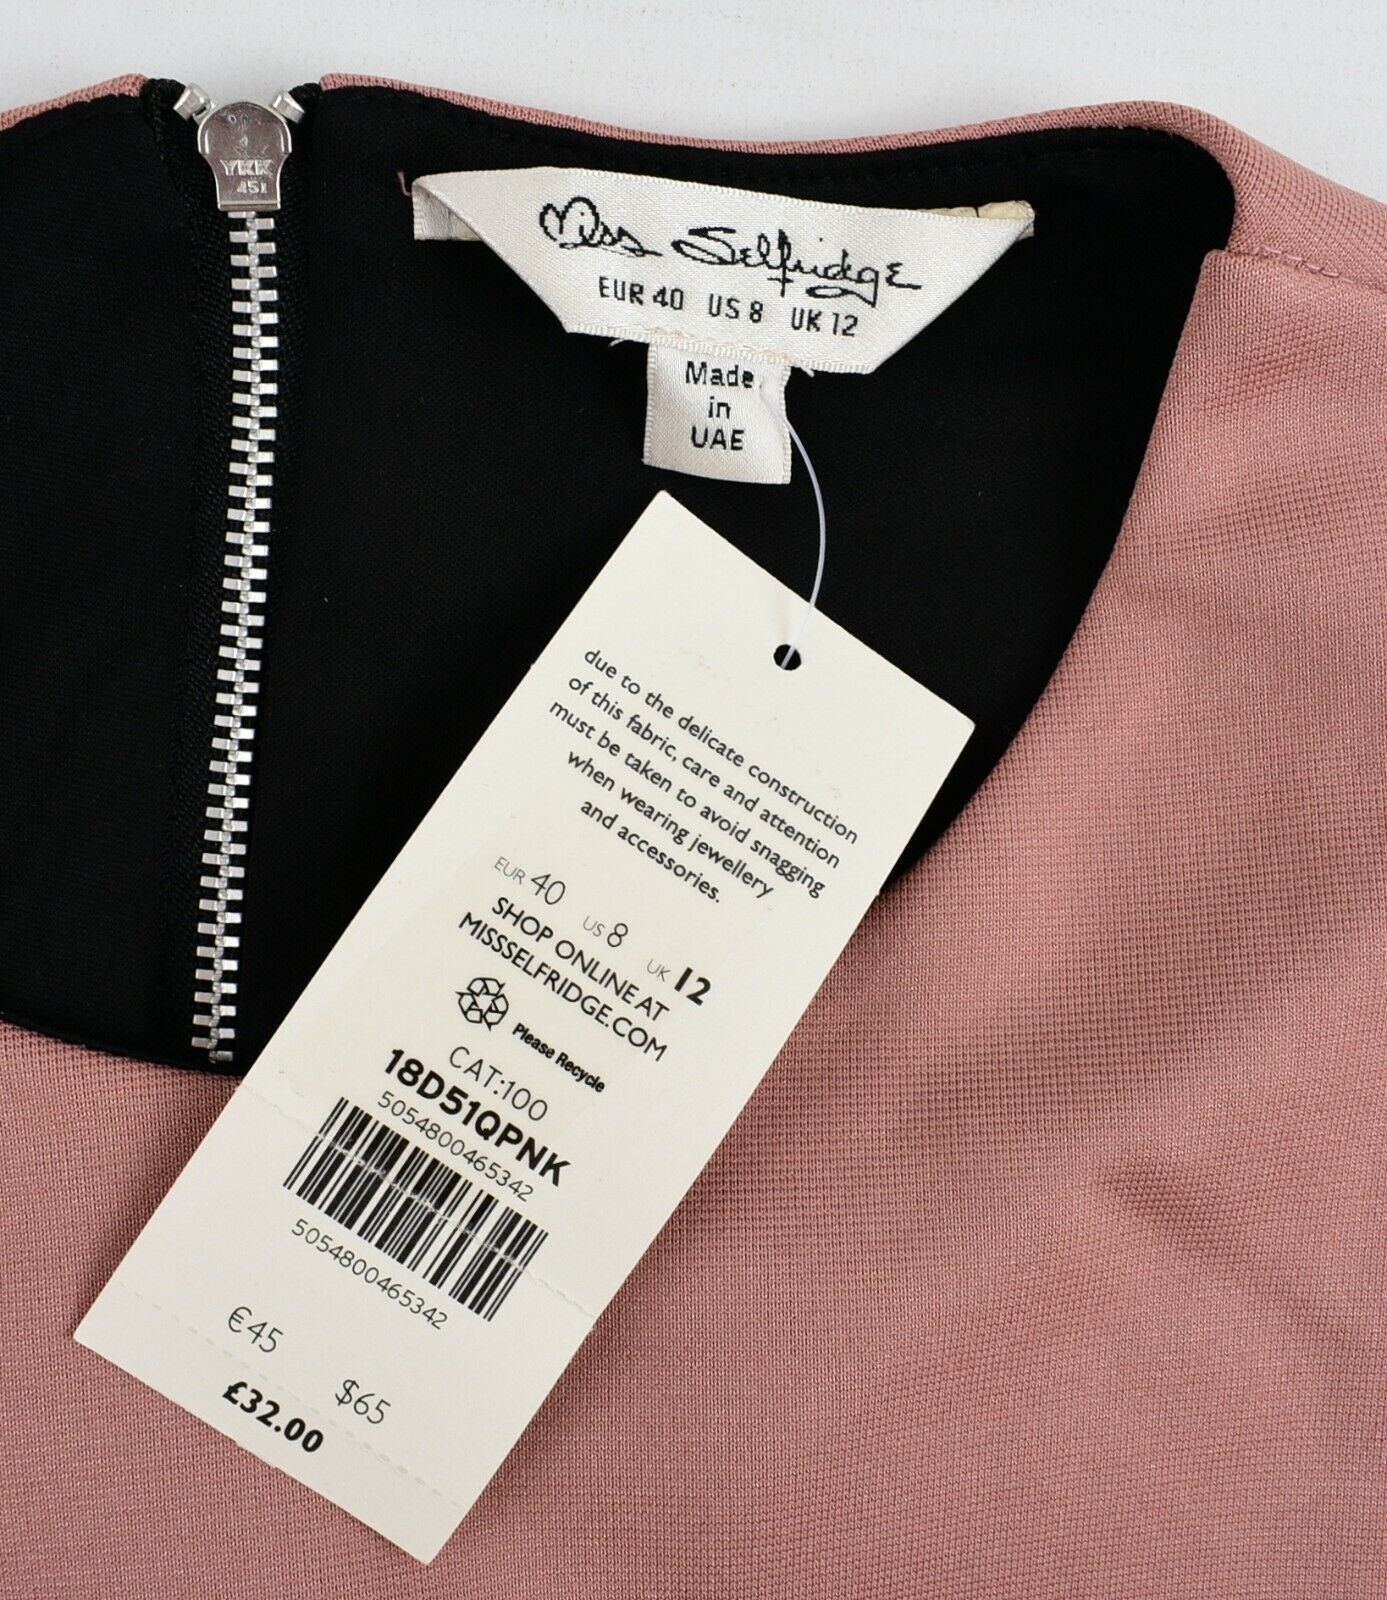 YKK
45
Miss Selfridge
EUR 40 US 8 UK 12
Made
in
UAE
due to the delicate construction
of this fabric, care and attention
must be taken to avoid snagging
when wearing jewellery
and accessories.
EUR 40 US 8 UK 12
SHOP ONLINE AT
MISSSELFRIDGE.COM
Please Recycle
CAT:100
18D51QPNK
5054800465342
5054800465342
€45 $65
£32.00